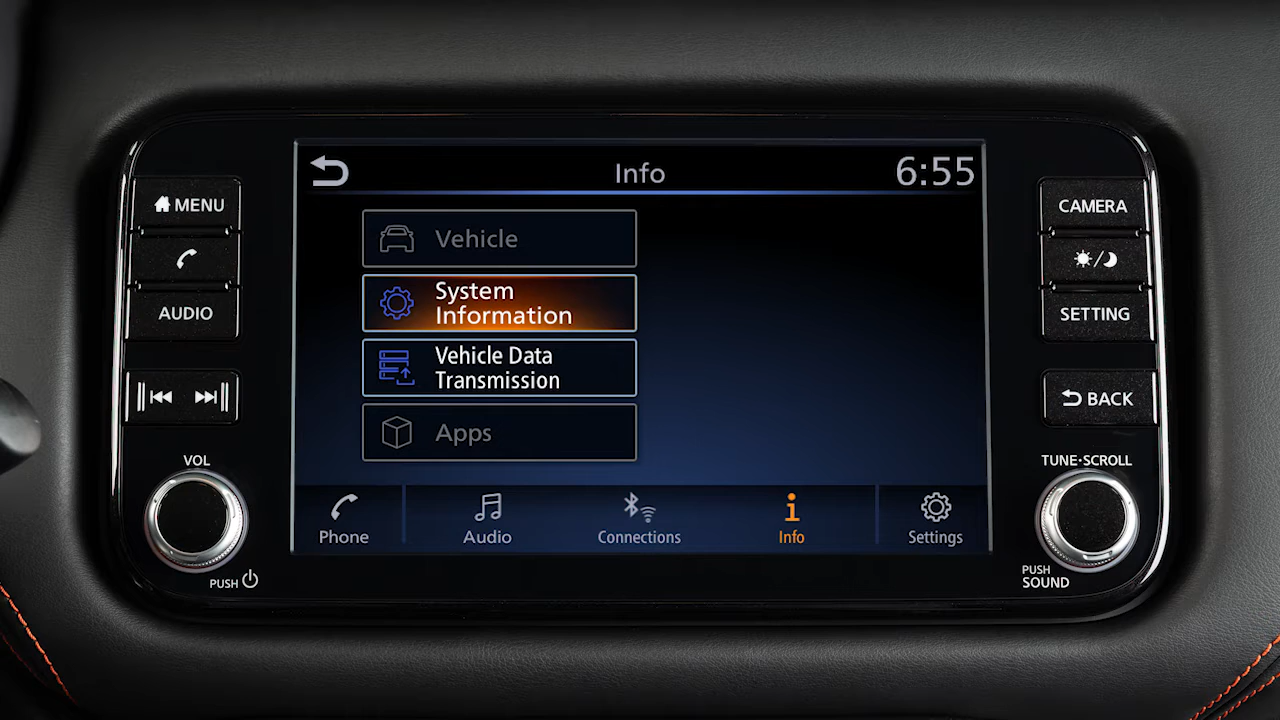 Info
6:55
MENU
AUDIO
VOL
PUSH
Vehicle
System
Information
Vehicle Data
Transmission
Apps
Phone
Audio
Connections
Info
Settings
CAMERA
SETTING
BACK
TUNE·SCROLL
PUSH
SOUND